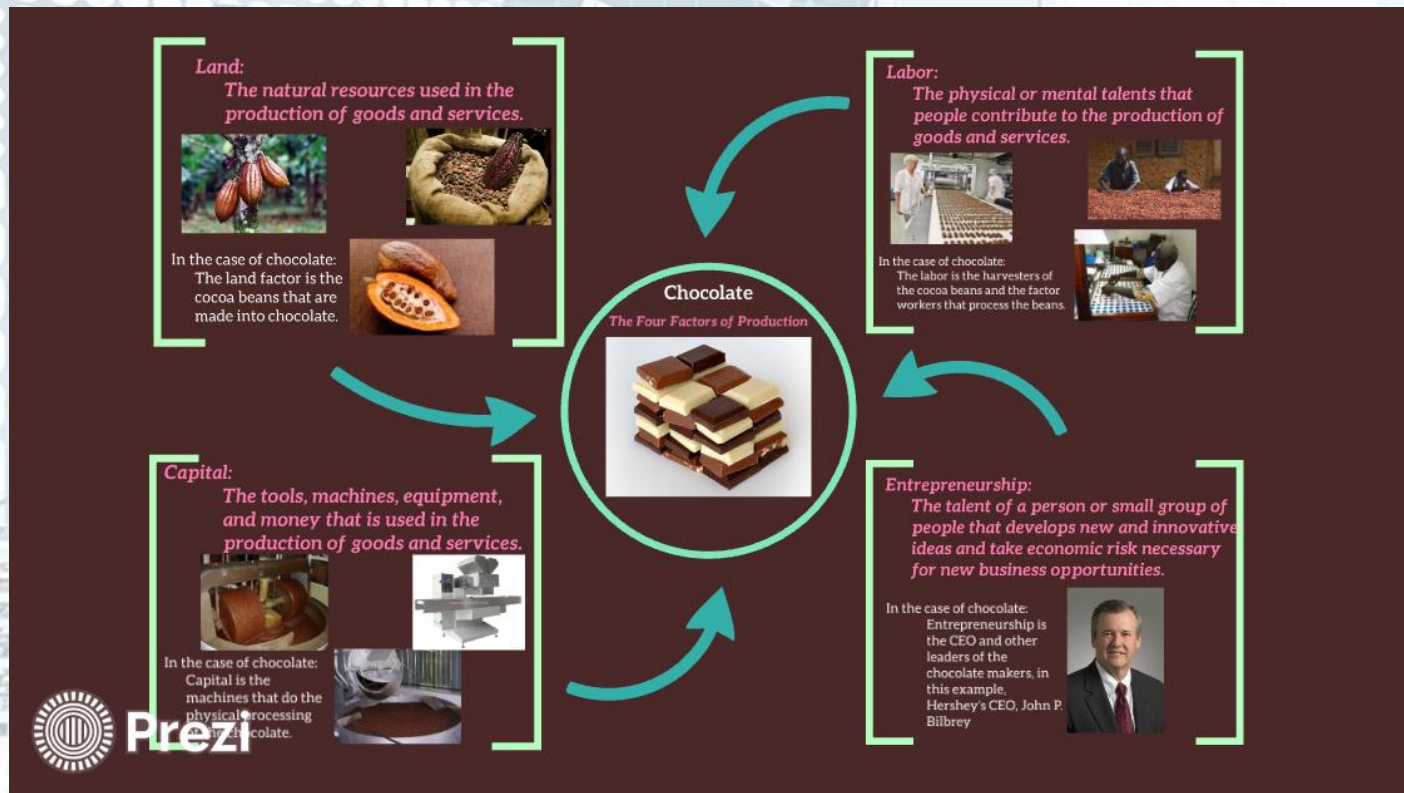 Land:
The natural resources used in the
production of goods and services.
In the case of chocolate:
The land factor is the
cocoa beans that are
made into chocolate.
Labor:
The physical or mental talents that
people contribute to the production of
goods and services.
In the case of chocolate:
The labor is the harvesters of
the cocoa beans and the factor
workers that process the beans.
Chocolate
The Four Factors of Production
Capital:
The tools, machines, equipment,
and money that is used in the
production of goods and services.
In the case of chocolate:
Capital is the
machines that do the
physical processing
of the chocolate.
Entrepreneurship:
The talent of a person or small group of
people that develops new and innovative
ideas and take economic risk necessary
for new business opportunities.
In the case of chocolate:
Entrepreneurship is
the CEO and other
leaders of the
chocolate makers, in
this example,
Hershey's CEO, John P.
Bilbrey
Prezi